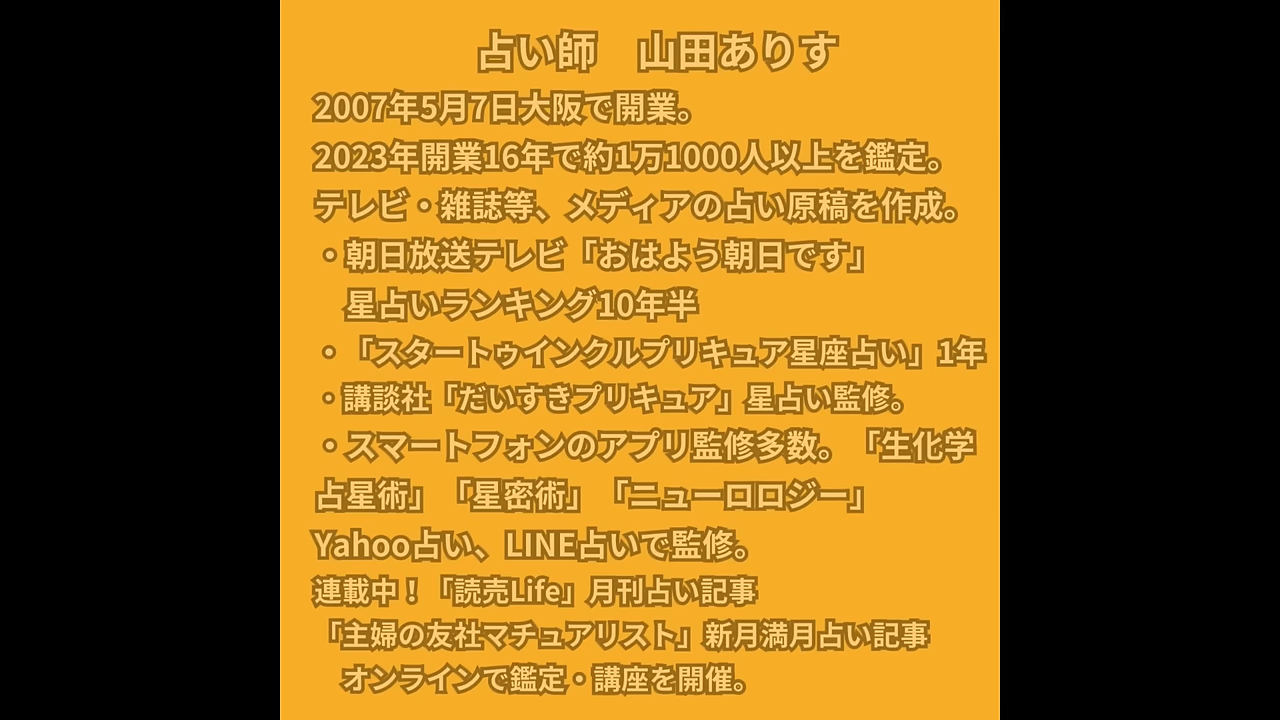 占い師　山田ありす
2007年5月7日大阪で開業。
2023年開業16年で約1万1000人以上を鑑定。
テレビ・雑誌等、メディアの占い原稿を作成。
・朝日放送テレビ「おはよう朝日です」
星占いランキング10年半
・「スタートゥインクルプリキュア星座占い」1年
・講談社「だいすきプリキュア」星占い監修。
・スマートフォンのアプリ監修多数。「生化学
占星術」「星密術」「ニューロロジー」
Yahoo占い、LINE占いで監修。
連載中！「読売Life」月刊占い記事
「主婦の友社マチュアリスト」新月満月占い記事
オンラインで鑑定・講座を開催。